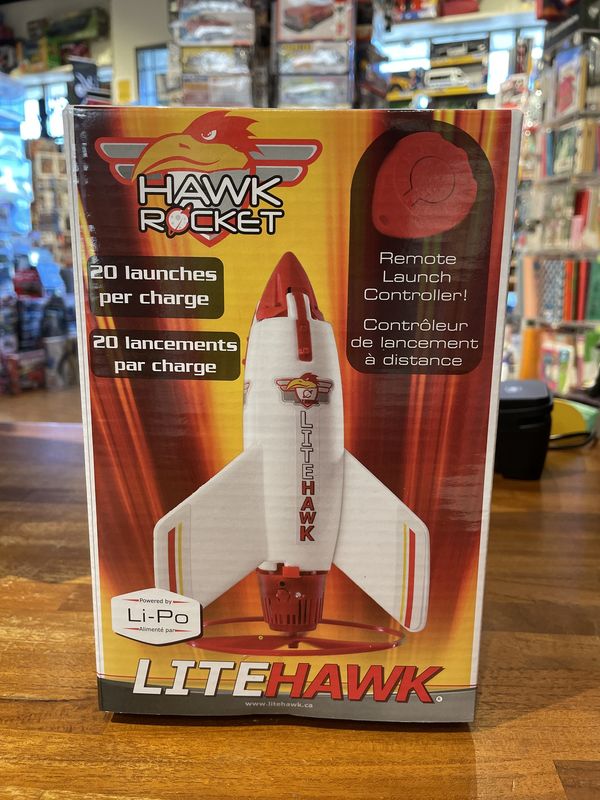 HAWK
ROCKET
20 launches
per charge
20 lancements
par charge
Remote
Launch
Controller!
Contrôleur
de lancement
à distance
LITEHAWK
Powered by
Li-Po
Alimenté par
LITEHAWK
www.litehawk.ca